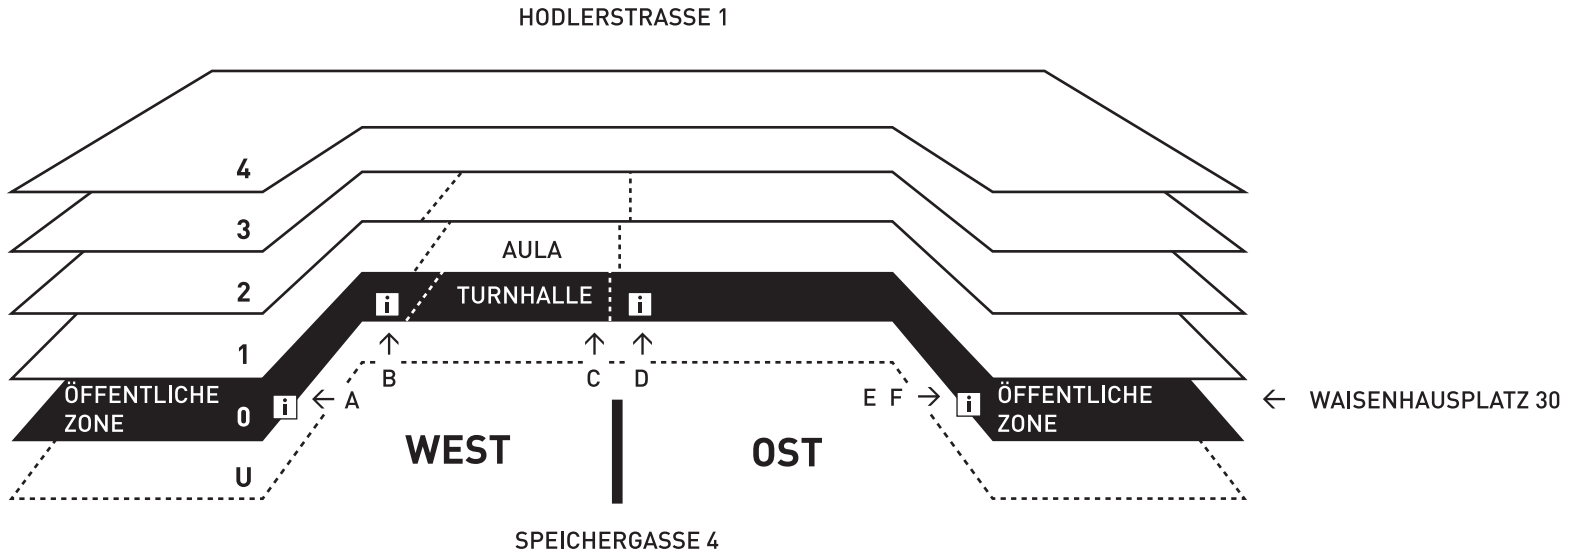 HODLERSTRASSE 1
4
3
AULA
2
i
TURNHALLE
i
1
B
C
D
ÖFFENTLICHE
ZONE
0
i
A
E F
i
ÖFFENTLICHE
ZONE
WAISENHAUSPLATZ 30
WEST
OST
U
SPEICHERGASSE 4